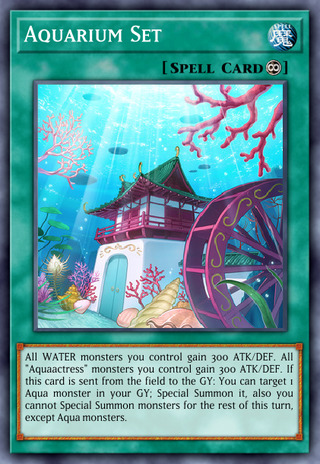 Aquarium Set
魔
[Spell Card]
All WATER monsters you control gain 300 ATK/DEF. All
"Aquaactress" monsters you control gain 300 ATK/DEF. If
this card is sent from the field to the GY: You can target 1
Aqua monster in your GY; Special Summon it, also you
cannot Special Summon monsters for the rest of this turn,
except Aqua monsters.